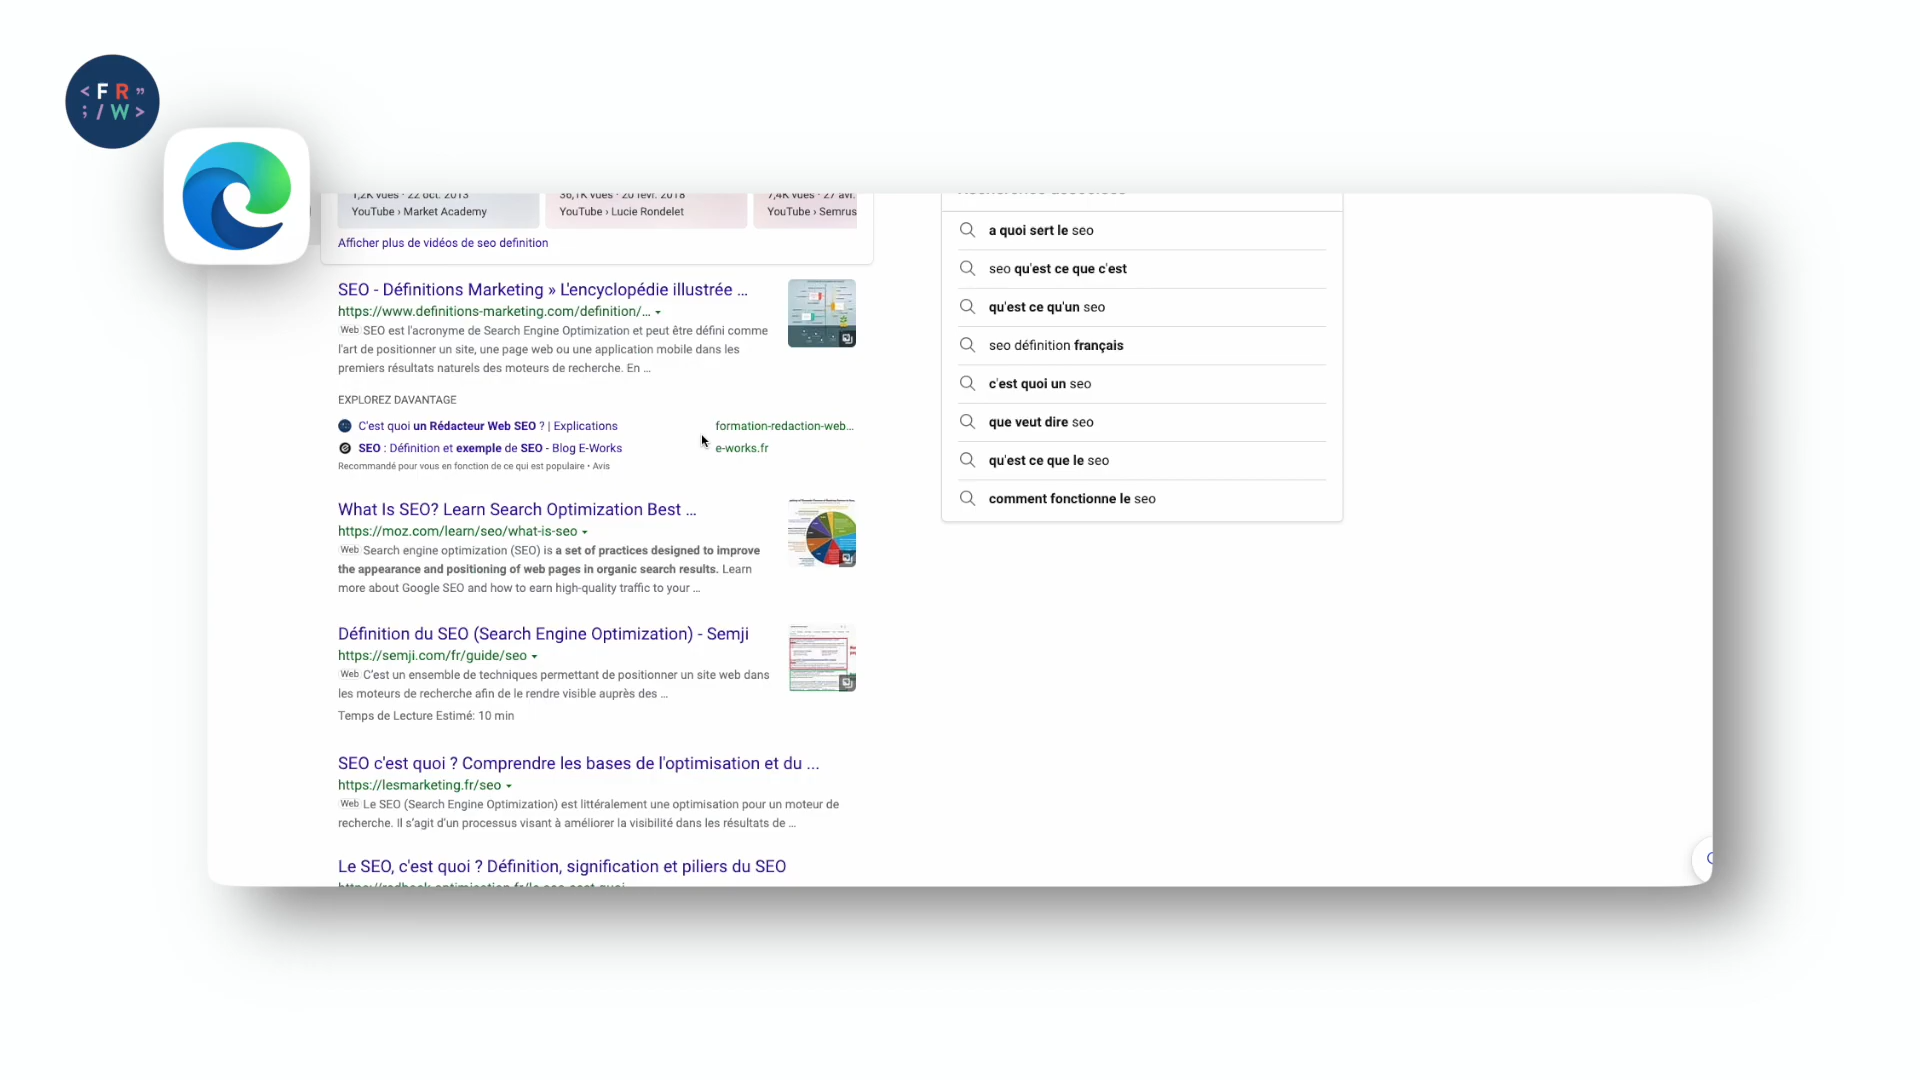 < F R ”
; / W >
1,2K vues · 22 oct. 2013
YouTube › Market Academy
36,1K vues · 20 févr. 2018
YouTube › Lucie Rondelet
7,4K vues · 27 avr.
YouTube › Semrus
Afficher plus de vidéos de seo definition
SEO - Définitions Marketing » L'encyclopédie illustrée ...
https://www.definitions-marketing.com/definition/...
Web SEO est l'acronyme de Search Engine Optimization et peut être défini comme
l'art de positionner un site, une page web ou une application mobile dans les
premiers résultats naturels des moteurs de recherche. En ...
EXPLOREZ DAVANTAGE
C'est quoi un Rédacteur Web SEO ? | Explications formation-redaction-web...
SEO : Définition et exemple de SEO - Blog E-Works e-works.fr
Recommandé pour vous en fonction de ce qui est populaire • Avis
What Is SEO? Learn Search Optimization Best ...
https://moz.com/learn/seo/what-is-seo
Web Search engine optimization (SEO) is a set of practices designed to improve
the appearance and positioning of web pages in organic search results. Learn
more about Google SEO and how to earn high-quality traffic to your ...
Définition du SEO (Search Engine Optimization) - Semji
https://semji.com/fr/guide/seo
Web C'est un ensemble de techniques permettant de positionner un site web dans
les moteurs de recherche afin de le rendre visible auprès des ...
Temps de Lecture Estimé: 10 min
SEO c'est quoi ? Comprendre les bases de l'optimisation et du ...
https://lesmarketing.fr/seo
Web Le SEO (Search Engine Optimization) est littéralement une optimisation pour un moteur de
recherche. Il s'agit d'un processus visant à améliorer la visibilité dans les résultats de ...
Le SEO, c'est quoi ? Définition, signification et piliers du SEO
Recherches associées
a quoi sert le seo
seo qu'est ce que c'est
qu'est ce qu'un seo
seo définition français
c'est quoi un seo
que veut dire seo
qu'est ce que le seo
comment fonctionne le seo